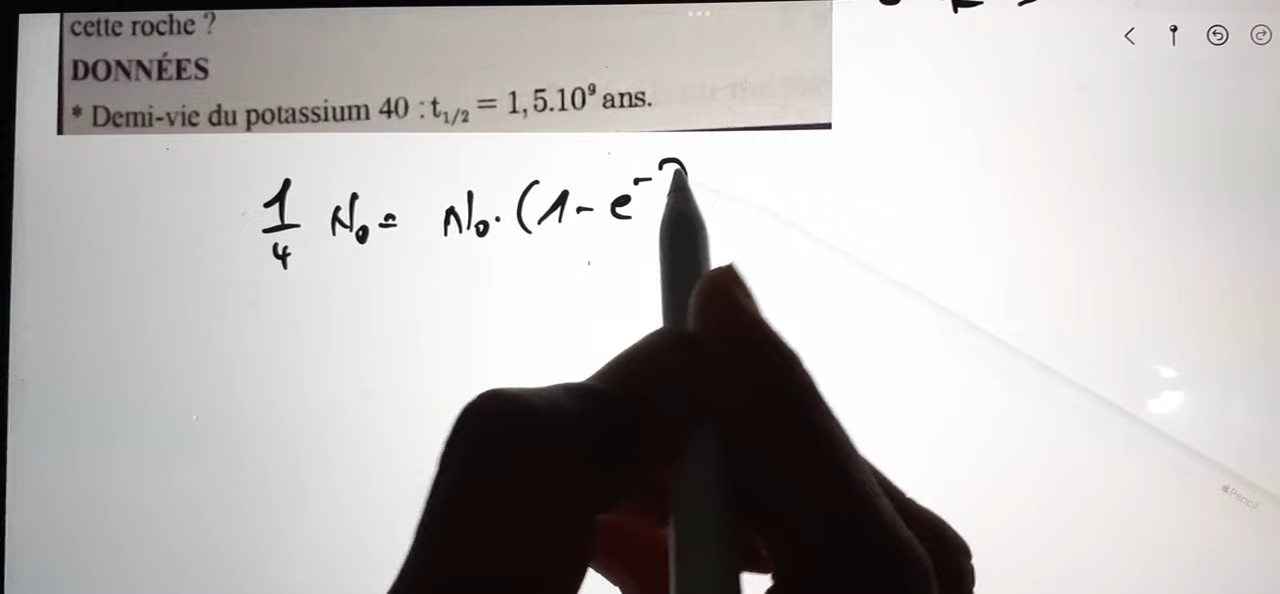 cette roche ?
DONNÉES
* Demi-vie du potassium 40 : t₁/₂ = 1,5.10⁹ ans.
1/4 N₀ = N₀. (1 - e⁻
Pencil